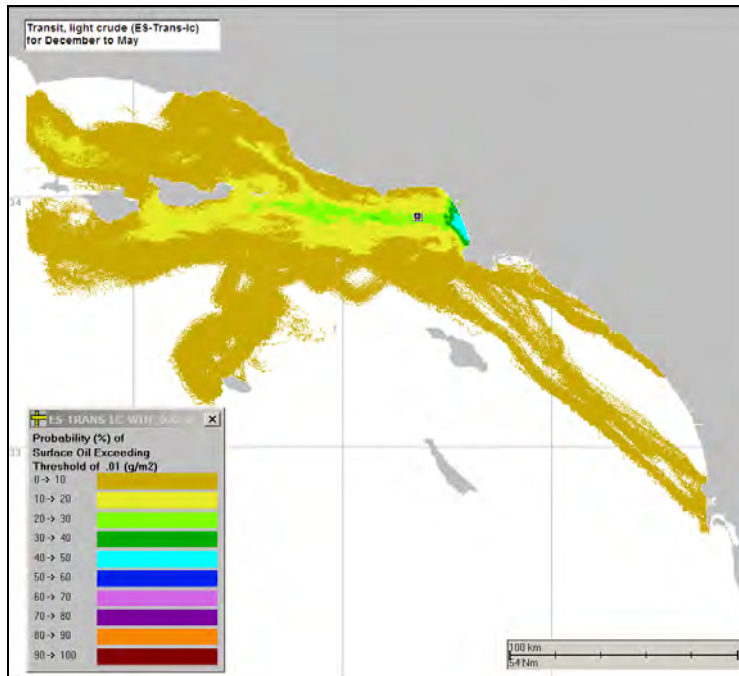 Transit, light crude (ES-Trans-lc)
for December to May
34
33
Probability (%) of
Surface Oil Exceeding
Threshold of .01 (g/m2)
0 -> 10
10 -> 20
20 -> 30
30 -> 40
40 -> 50
50 -> 60
60 -> 70
70 -> 80
80 -> 90
90 -> 100
100 km
54 Nm